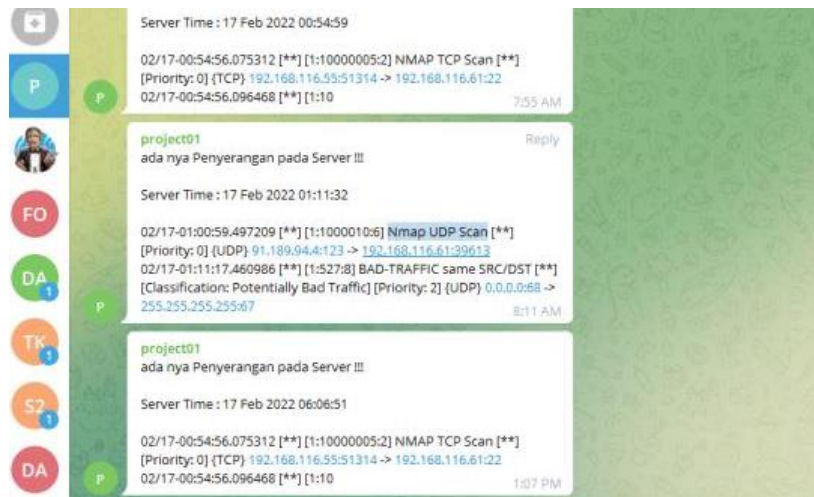 Server Time : 17 Feb 2022 00:54:59
02/17-00:54:56.075312 [**] [1:10000005:2] NMAP TCP Scan [**]
[Priority: 0] {TCP} 192.168.116.55:51314 -> 192.168.116.61:22
02/17-00:54:56.096468 [**] [1:10
7:55 AM
P
P
project01
Reply
ada nya Penyerangan pada Server !!!
Server Time : 17 Feb 2022 01:11:32
FO
02/17-01:00:59.497209 [**] [1:1000010:6] Nmap UDP Scan [**]
[Priority: 0] {UDP} 91.189.94.4:123 -> 192.168.116.61:39613
02/17-01:11:17.460986 [**] [1:527:8] BAD-TRAFFIC same SRC/DST [**]
[Classification: Potentially Bad Traffic] [Priority: 2] {UDP} 0.0.0.0:68 ->
255.255.255.255:67
8:11 AM
DA
1
P
TK
1
project01
ada nya Penyerangan pada Server !!!
Server Time : 17 Feb 2022 06:06:51
S2
1
02/17-00:54:56.075312 [**] [1:10000005:2] NMAP TCP Scan [**]
[Priority: 0] {TCP} 192.168.116.55:51314 -> 192.168.116.61:22
02/17-00:54:56.096468 [**] [1:10
1:07 PM
DA
P